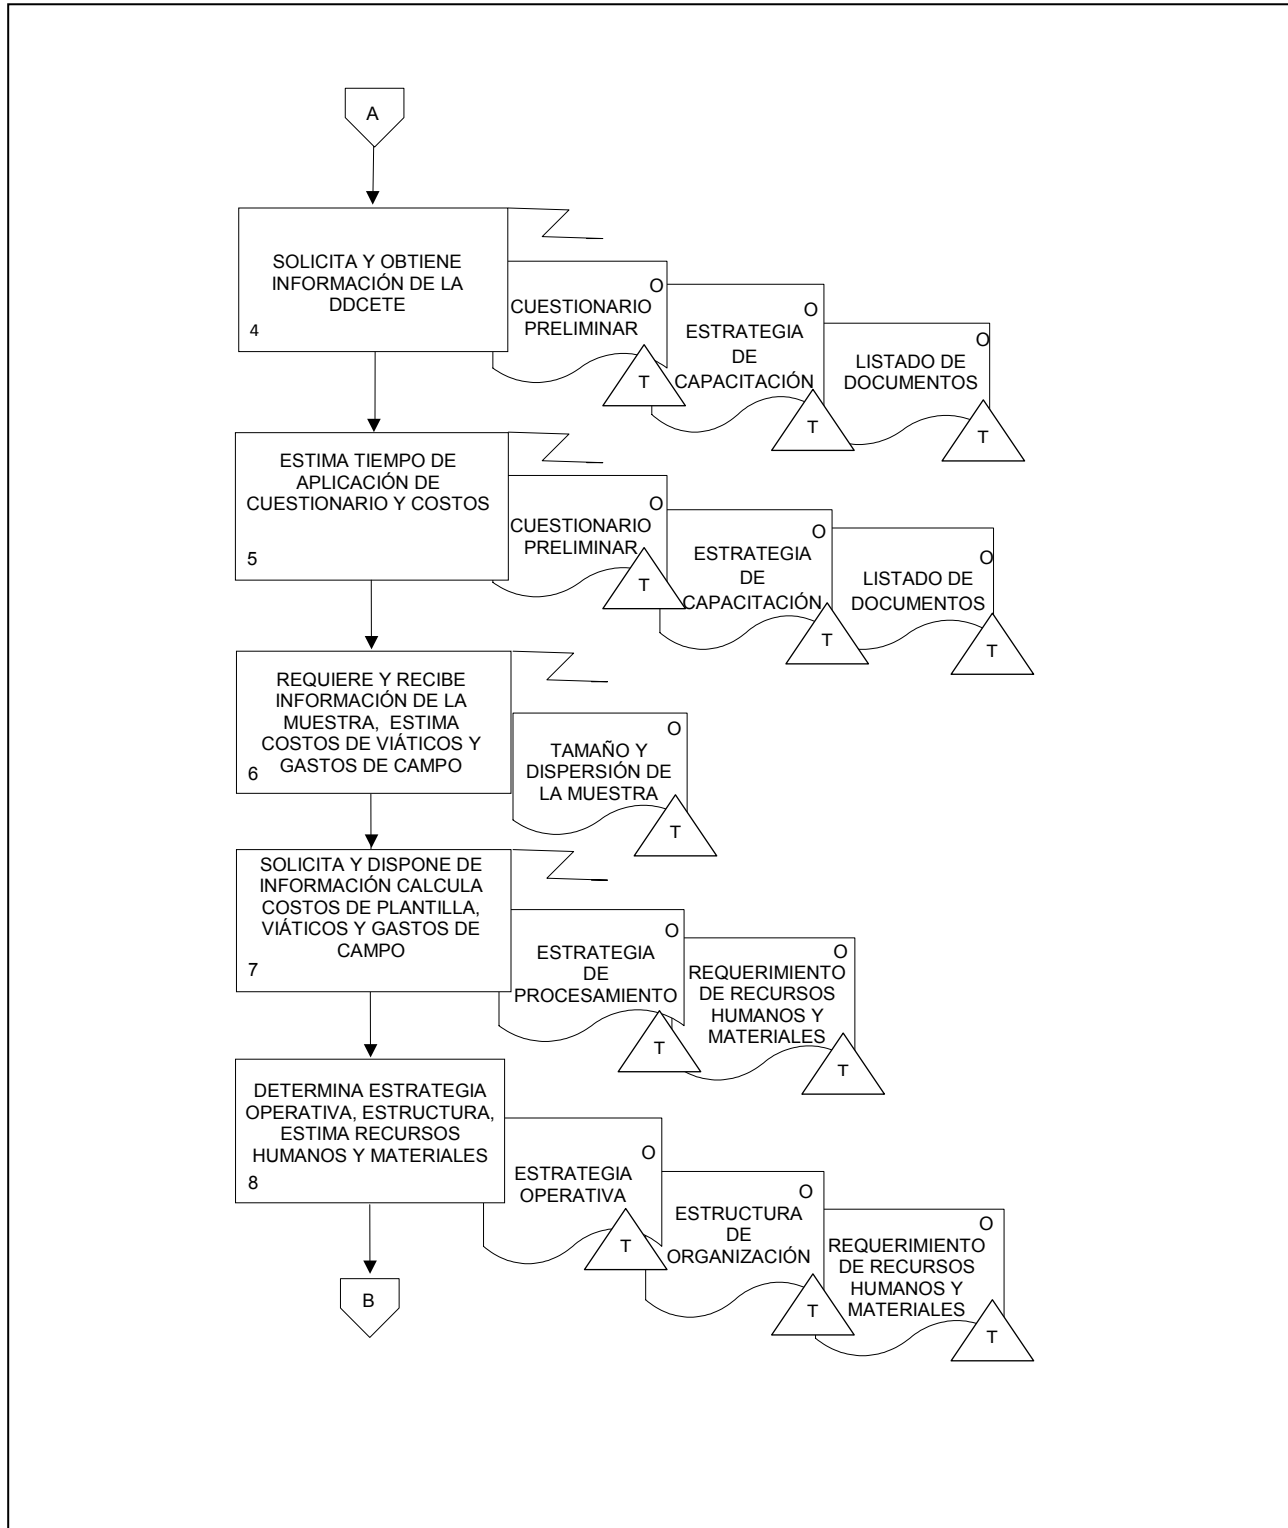 A
SOLICITA Y OBTIENE
INFORMACIÓN DE LA
DDCETE
4
O
CUESTIONARIO
PRELIMINAR
T
O
ESTRATEGIA
DE
CAPACITACIÓN
T
O
LISTADO DE
DOCUMENTOS
T
ESTIMA TIEMPO DE
APLICACIÓN DE
CUESTIONARIO Y COSTOS
5
O
CUESTIONARIO
PRELIMINAR
T
O
ESTRATEGIA
DE
CAPACITACIÓN
T
O
LISTADO DE
DOCUMENTOS
T
REQUIERE Y RECIBE
INFORMACIÓN DE LA
MUESTRA, ESTIMA
COSTOS DE VIÁTICOS Y
GASTOS DE CAMPO
6
O
TAMAÑO Y
DISPERSIÓN DE
LA MUESTRA
T
SOLICITA Y DISPONE DE
INFORMACIÓN CALCULA
COSTOS DE PLANTILLA,
VIÁTICOS Y GASTOS DE
CAMPO
7
O
ESTRATEGIA
DE
PROCESAMIENTO
T
O
REQUERIMIENTO
DE RECURSOS
HUMANOS Y
MATERIALES
T
DETERMINA ESTRATEGIA
OPERATIVA, ESTRUCTURA,
ESTIMA RECURSOS
HUMANOS Y MATERIALES
8
O
ESTRATEGIA
OPERATIVA
T
O
ESTRUCTURA
DE
ORGANIZACIÓN
T
O
REQUERIMIENTO
DE RECURSOS
HUMANOS Y
MATERIALES
T
B